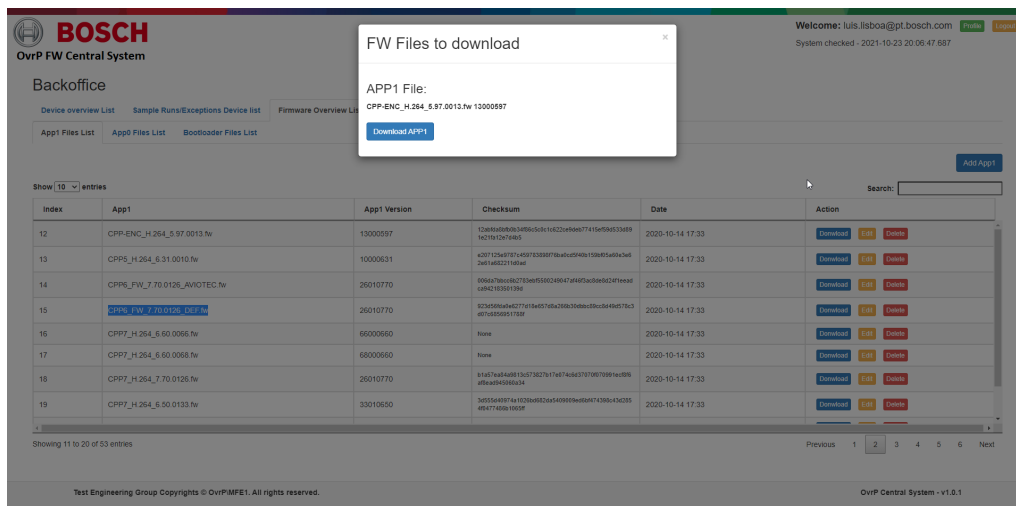 BOSCH
OvrP FW Central System
Welcome: luis.lisboa@pt.bosch.com Profile Logout
System checked - 2021-10-23 20:06:47.687
FW Files to download ×
APP1 File:
CPP-ENC_H.264_5.97.0013.fw 13000597
Download APP1
Backoffice
Device overview List Sample Runs/Exceptions Device list Firmware Overview Lis
App1 Files List App0 Files List Bootloader Files List
Add App1
Show 10 entries
Search:
Index App1 App1 Version Checksum Date Action
12 CPP-ENC_H.264_5.97.0013.fw 13000597 2020-10-14 17:33 Donwload Edit Delete
13 CPP5_H.264_6.31.0010.fw 10000631 2020-10-14 17:33 Donwload Edit Delete
14 CPP6_FW_7.70.0126_AVIOTEC.fw 26010770 2020-10-14 17:33 Donwload Edit Delete
15 CPP6_FW_7.70.0126_DEF.fw 26010770 2020-10-14 17:33 Donwload Edit Delete
16 CPP7_H.264_6.60.0066.fw 66000660 None 2020-10-14 17:33 Donwload Edit Delete
17 CPP7_H.264_6.60.0068.fw 68000660 None 2020-10-14 17:33 Donwload Edit Delete
18 CPP7_H.264_7.70.0126.fw 26010770 2020-10-14 17:33 Donwload Edit Delete
19 CPP7_H.264_6.50.0133.fw 33010650 2020-10-14 17:33 Donwload Edit Delete
Showing 11 to 20 of 53 entries
Previous 1 2 3 4 5 6 Next
Test Engineering Group Copyrights © OvrP\MFE1. All rights reserved.
OvrP Central System - v1.0.1